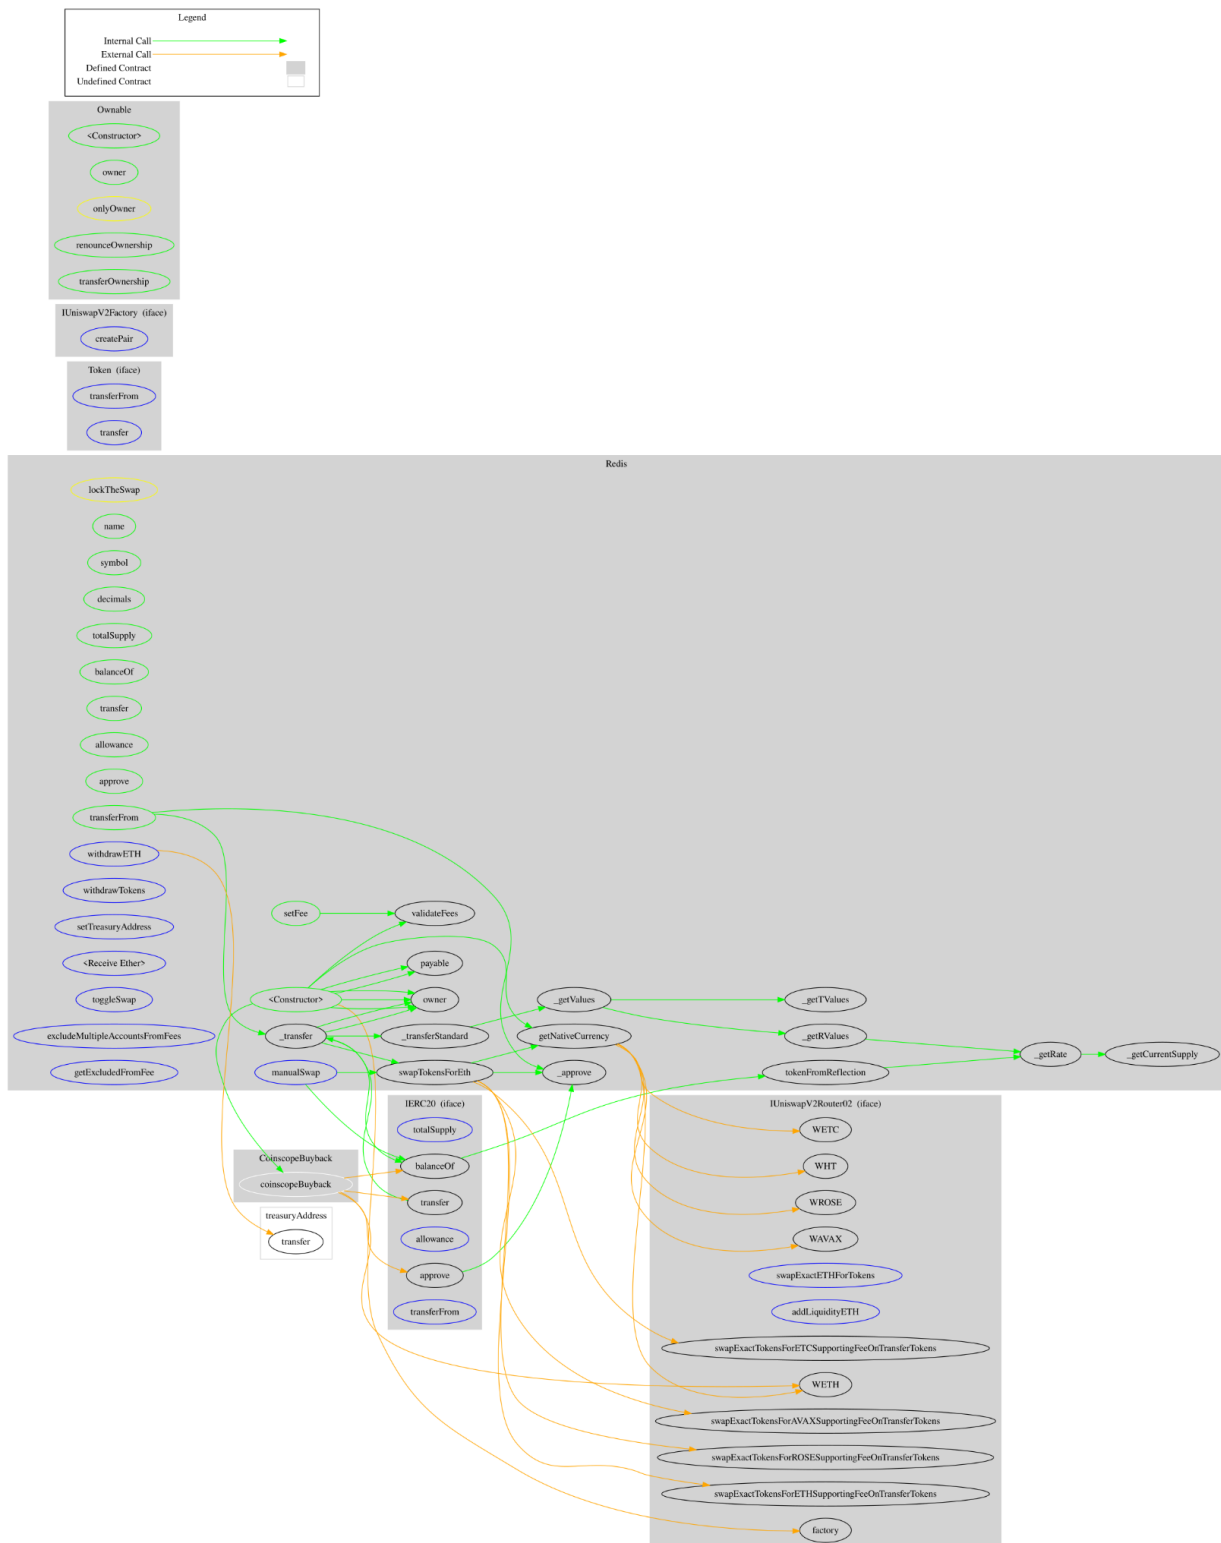 Legend
Internal Call
External Call
Defined Contract
Undefined Contract
Ownable
<Constructor>
owner
onlyOwner
renounceOwnership
transferOwnership
IUniswapV2Factory (iface)
createPair
Token (iface)
transferFrom
transfer
Redis
lockTheSwap
name
symbol
decimals
totalSupply
balanceOf
transfer
allowance
approve
transferFrom
withdrawETH
withdrawTokens
setTreasuryAddress
<Receive Ether>
toggleSwap
excludeMultipleAccountsFromFees
getExcludedFromFee
setFee
validateFees
payable
<Constructor>
owner
_getValues
_getTValues
_transfer
_transferStandard
getNativeCurrency
_getRValues
_getRate
_getCurrentSupply
manualSwap
swapTokensForEth
_approve
tokenFromReflection
IERC20 (iface)
totalSupply
balanceOf
transfer
allowance
approve
transferFrom
CoinscopeBuyback
coinscopeBuyback
treasuryAddress
transfer
IUniswapV2Router02 (iface)
WETC
WHT
WROSE
WAVAX
swapExactETHForTokens
addLiquidityETH
swapExactTokensForETCSupportingFeeOnTransferTokens
WETH
swapExactTokensForAVAXSupportingFeeOnTransferTokens
swapExactTokensForROSESupportingFeeOnTransferTokens
swapExactTokensForETHSupportingFeeOnTransferTokens
factory